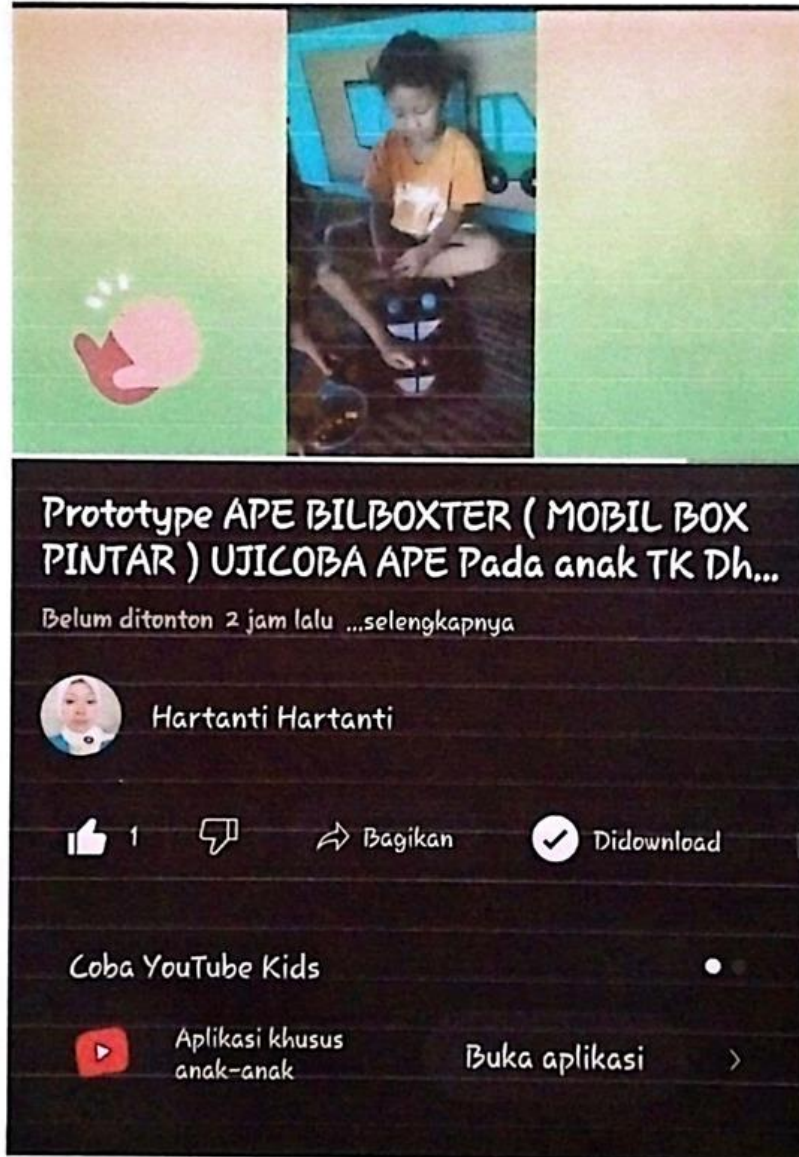 Prototype APE BILBOXTER ( MOBIL BOX
PINTAR ) UJICOBA APE Pada anak TK Dh...
Belum ditonton 2 jam lalu ...selengkapnya
Hartanti Hartanti
1
Bagikan
Didownload
Coba YouTube Kids
Aplikasi khusus
anak-anak
Buka aplikasi